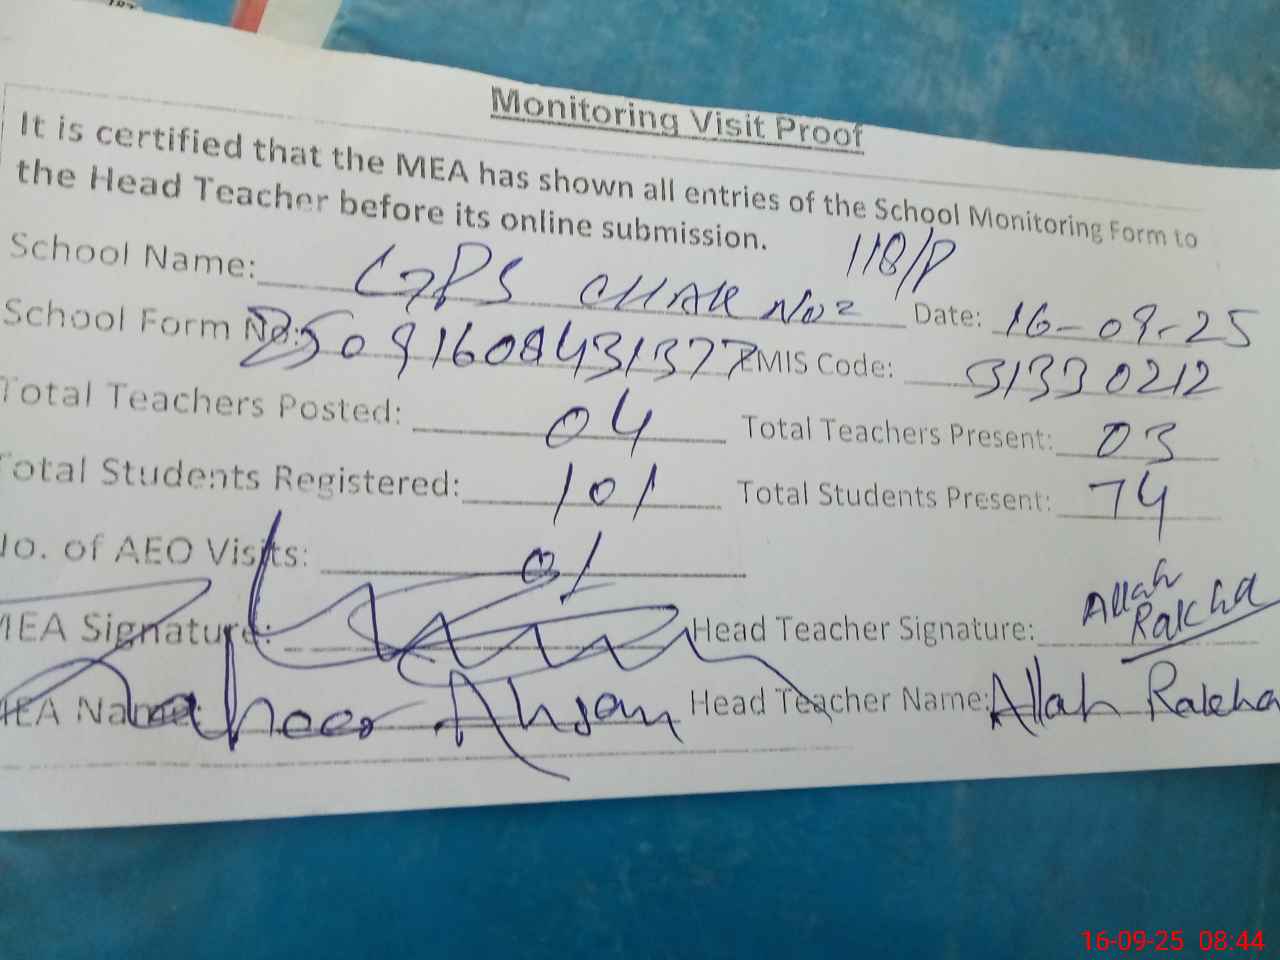 Monitoring Visit Proof
It is certified that the MEA has shown all entries of the School Monitoring Form to
the Head Teacher before its online submission.
118/P
School Name: GPS CHAK No= Date: 16-09-25
School Form No: 25091608431377 EMIS Code: 31330212
Total Teachers Posted: 04 Total Teachers Present: 03
Total Students Registered: 101 Total Students Present: 74
No. of AEO Visits: 01
MEA Signature: Head Teacher Signature: Allah Rakha
MEA Name: Zaheer Ahsan Head Teacher Name: Allah Rakha
16-09-25 08:44